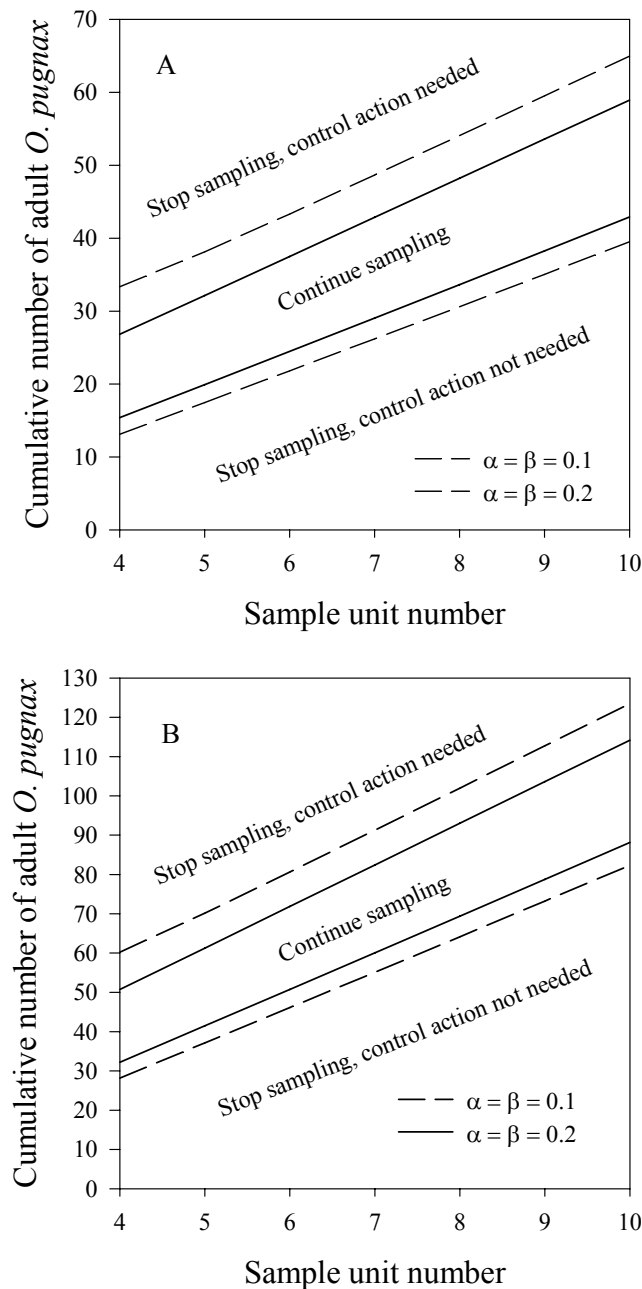 70
60
50
40
30
20
10
0
Cumulative number of adult O. pugnax
A
Stop sampling, control action needed
Continue sampling
Stop sampling, control action not needed
α = β = 0.1
α = β = 0.2
4 5 6 7 8 9 10
Sample unit number
130
120
110
100
90
80
70
60
50
40
30
20
10
0
Cumulative number of adult O. pugnax
B
Stop sampling, control action needed
Continue sampling
Stop sampling, control action not needed
α = β = 0.1
α = β = 0.2
4 5 6 7 8 9 10
Sample unit number